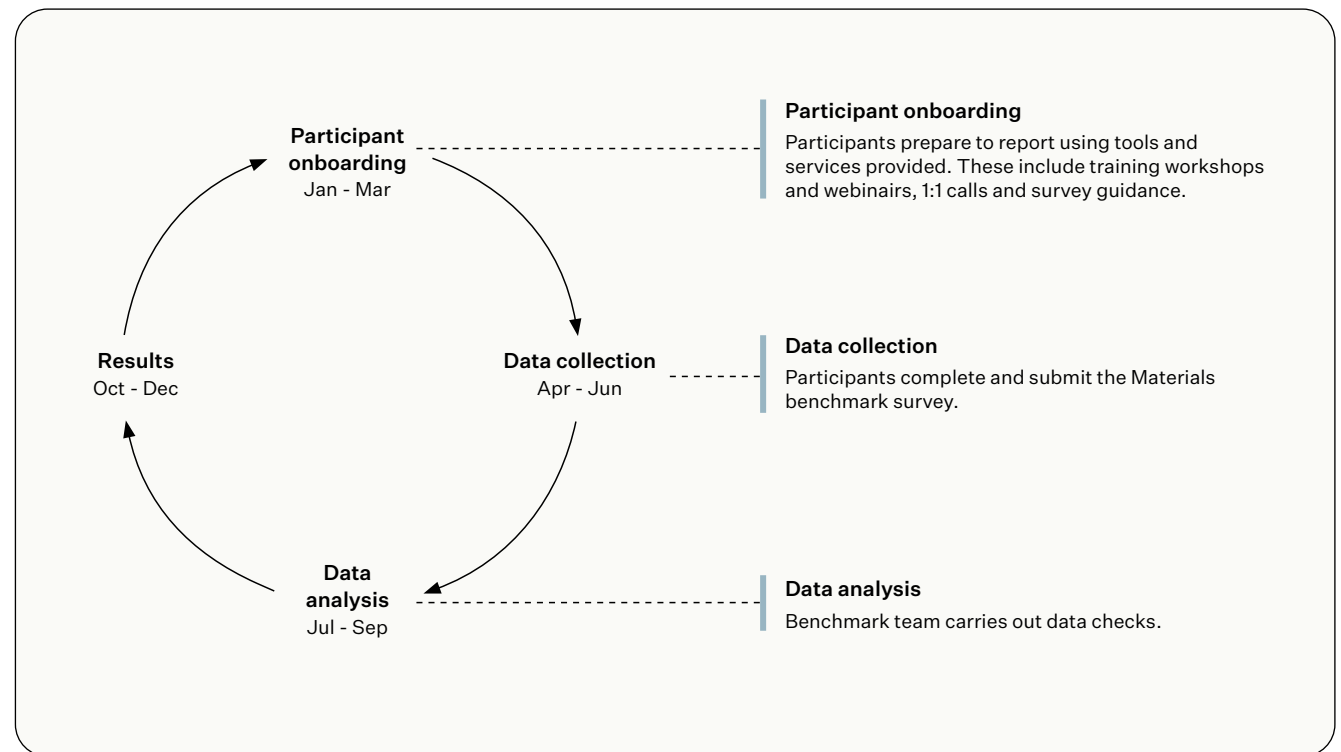 Participant
onboarding
Jan - Mar
Participant onboarding
Participants prepare to report using tools and
services provided. These include training workshops
and webinairs, 1:1 calls and survey guidance.
Results
Oct - Dec
Data collection
Apr - Jun
Data collection
Participants complete and submit the Materials
benchmark survey.
Data
analysis
Jul - Sep
Data analysis
Benchmark team carries out data checks.